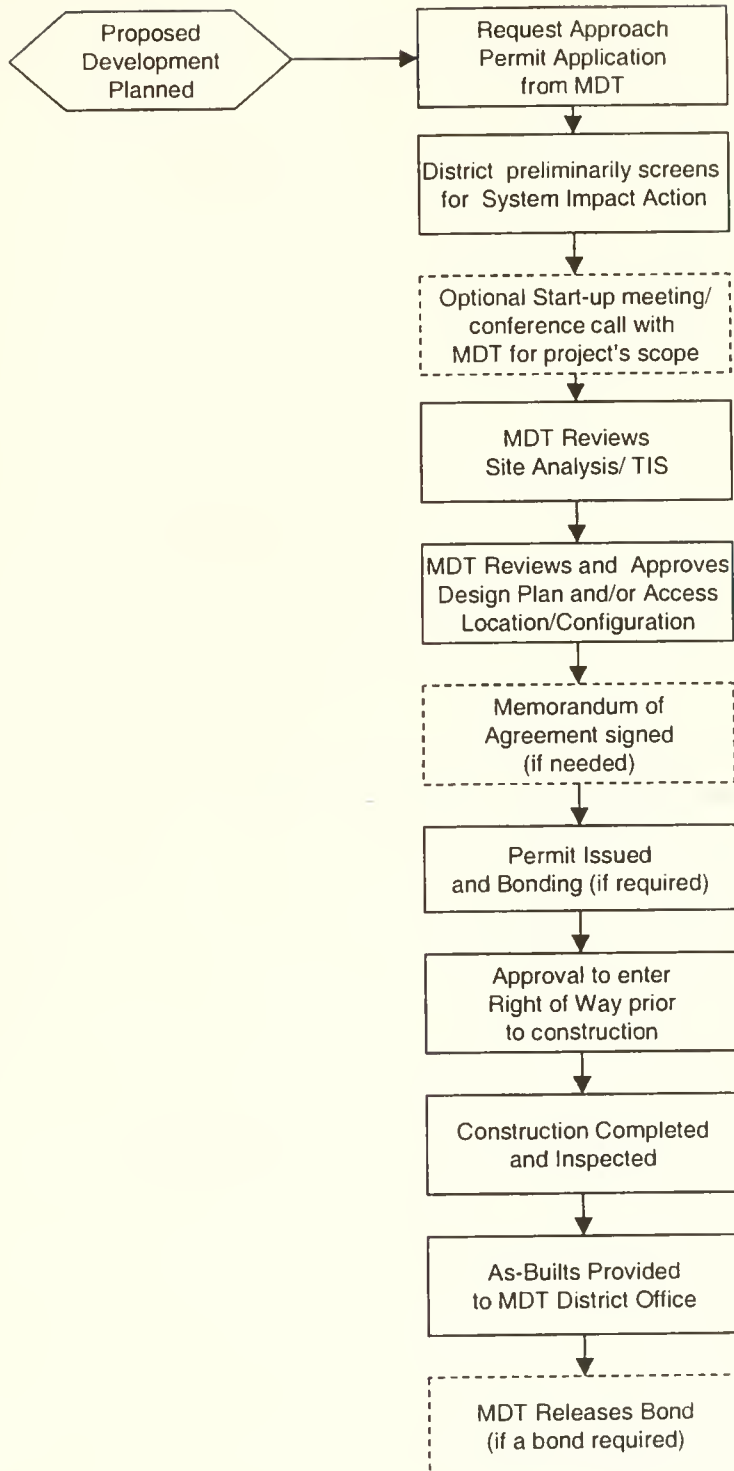 Proposed
Development
Planned
Request Approach
Permit Application
from MDT
District preliminarily screens
for System Impact Action
Optional Start-up meeting/
conference call with
MDT for project's scope
MDT Reviews
Site Analysis/ TIS
MDT Reviews and Approves
Design Plan and/or Access
Location/Configuration
Memorandum of
Agreement signed
(if needed)
Permit Issued
and Bonding (if required)
Approval to enter
Right of Way prior
to construction
Construction Completed
and Inspected
As-Builts Provided
to MDT District Office
MDT Releases Bond
(if a bond required)